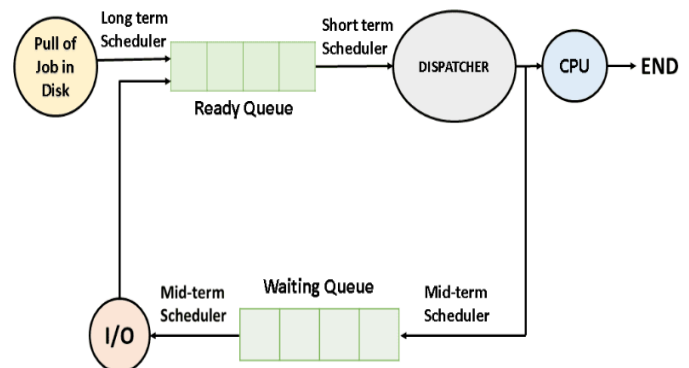 Long term
Scheduler
Pull of
Job in
Disk
Ready Queue
Short term
Scheduler
DISPATCHER
CPU
END
Mid-term
Scheduler
Waiting Queue
Mid-term
Scheduler
I/O